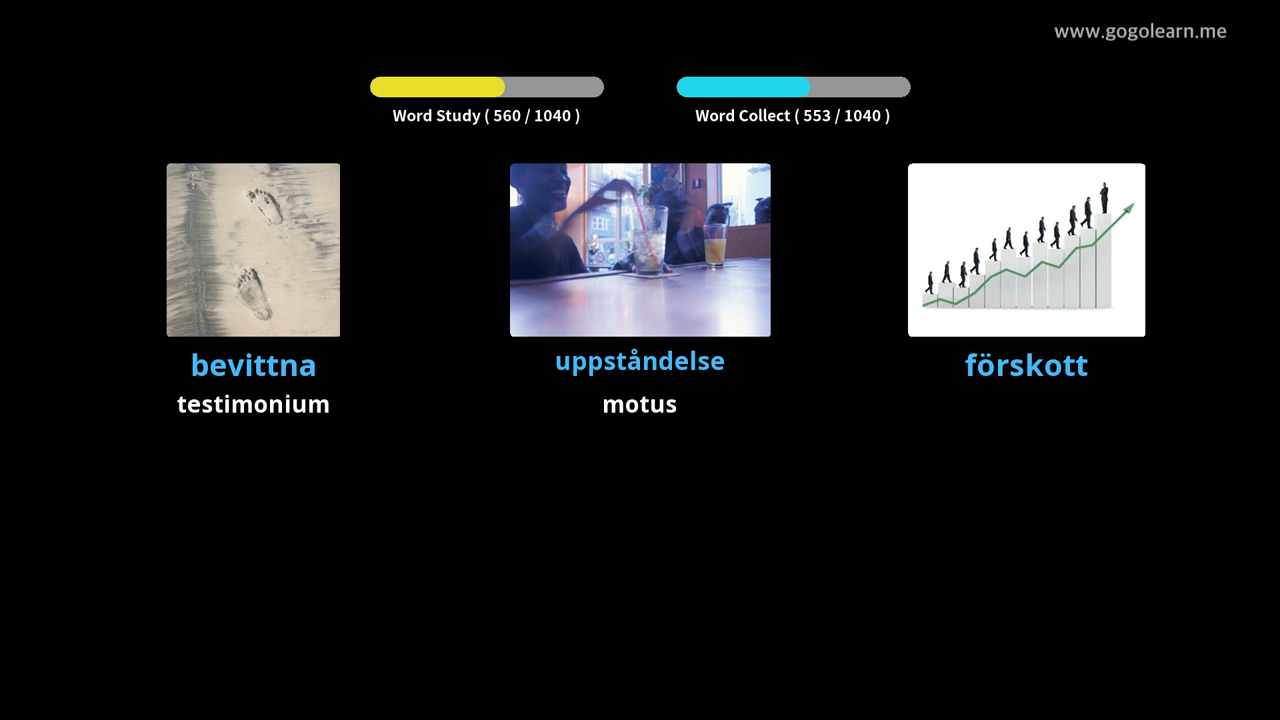 www.gogolearn.me
Word Study ( 560 / 1040 )
Word Collect ( 553 / 1040 )
bevittna
uppståndelse
förskott
testimonium
motus